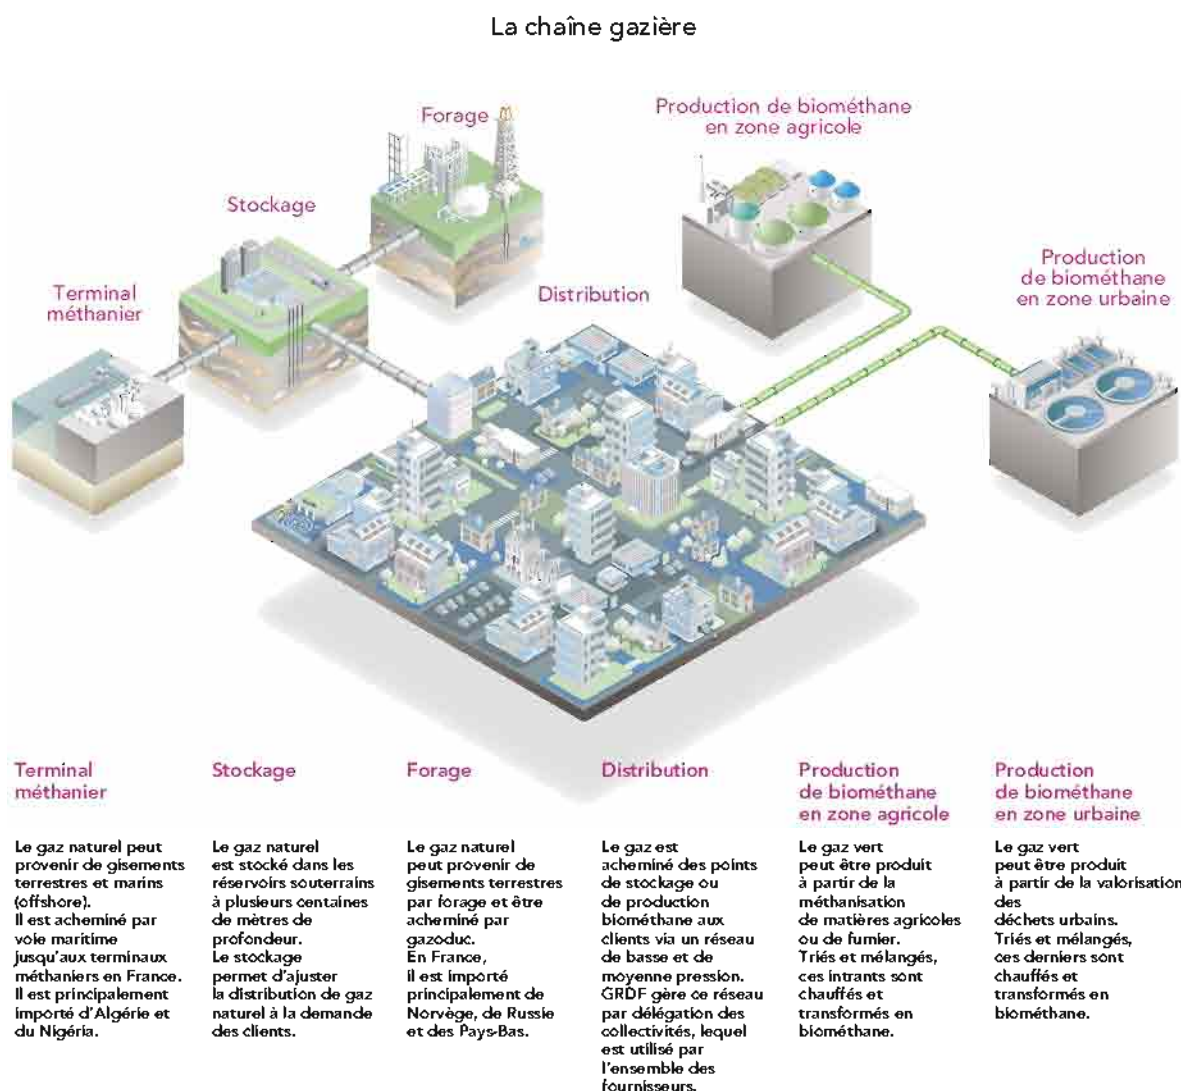 La chaîne gazière
Forage
Production de biométhane
en zone agricole
Stockage
Production
de biométhane
en zone urbaine
Terminal
méthanier
Distribution
Terminal
méthanier
Le gaz naturel peut
provenir de gisements
terrestres et marins
(offshore).
Il est acheminé par
voie maritime
jusqu'aux terminaux
méthaniers en France.
Il est principalement
importé d'Algérie et
du Nigéria.
Stockage
Le gaz naturel
est stocké dans les
réservoirs souterrains
à plusieurs centaines
de mètres de
profondeur.
Le stockage
permet d'ajuster
la distribution de gaz
naturel à la demande
des clients.
Forage
Le gaz naturel
peut provenir de
gisements terrestres
par forage et être
acheminé par
gazoduc.
En France,
il est importé
principalement de
Norvège, de Russie
et des Pays-Bas.
Distribution
Le gaz est
acheminé des points
de stockage ou
de production
biométhane aux
clients via un réseau
de basse et de
moyenne pression.
GRDF gère ce réseau
par délégation des
collectivités, lequel
est utilisé par
l'ensemble des
fournisseurs.
Production
de biométhane
en zone agricole
Le gaz vert
peut être produit
à partir de la
méthanisation
de matières agricoles
ou de fumier.
Triés et mélangés,
ces intrants sont
chauffés et
transformés en
biométhane.
Production
de biométhane
en zone urbaine
Le gaz vert
peut être produit
à partir de la valorisation
des
déchets urbains.
Triés et mélangés,
ces derniers sont
chauffés et
transformés en
biométhane.